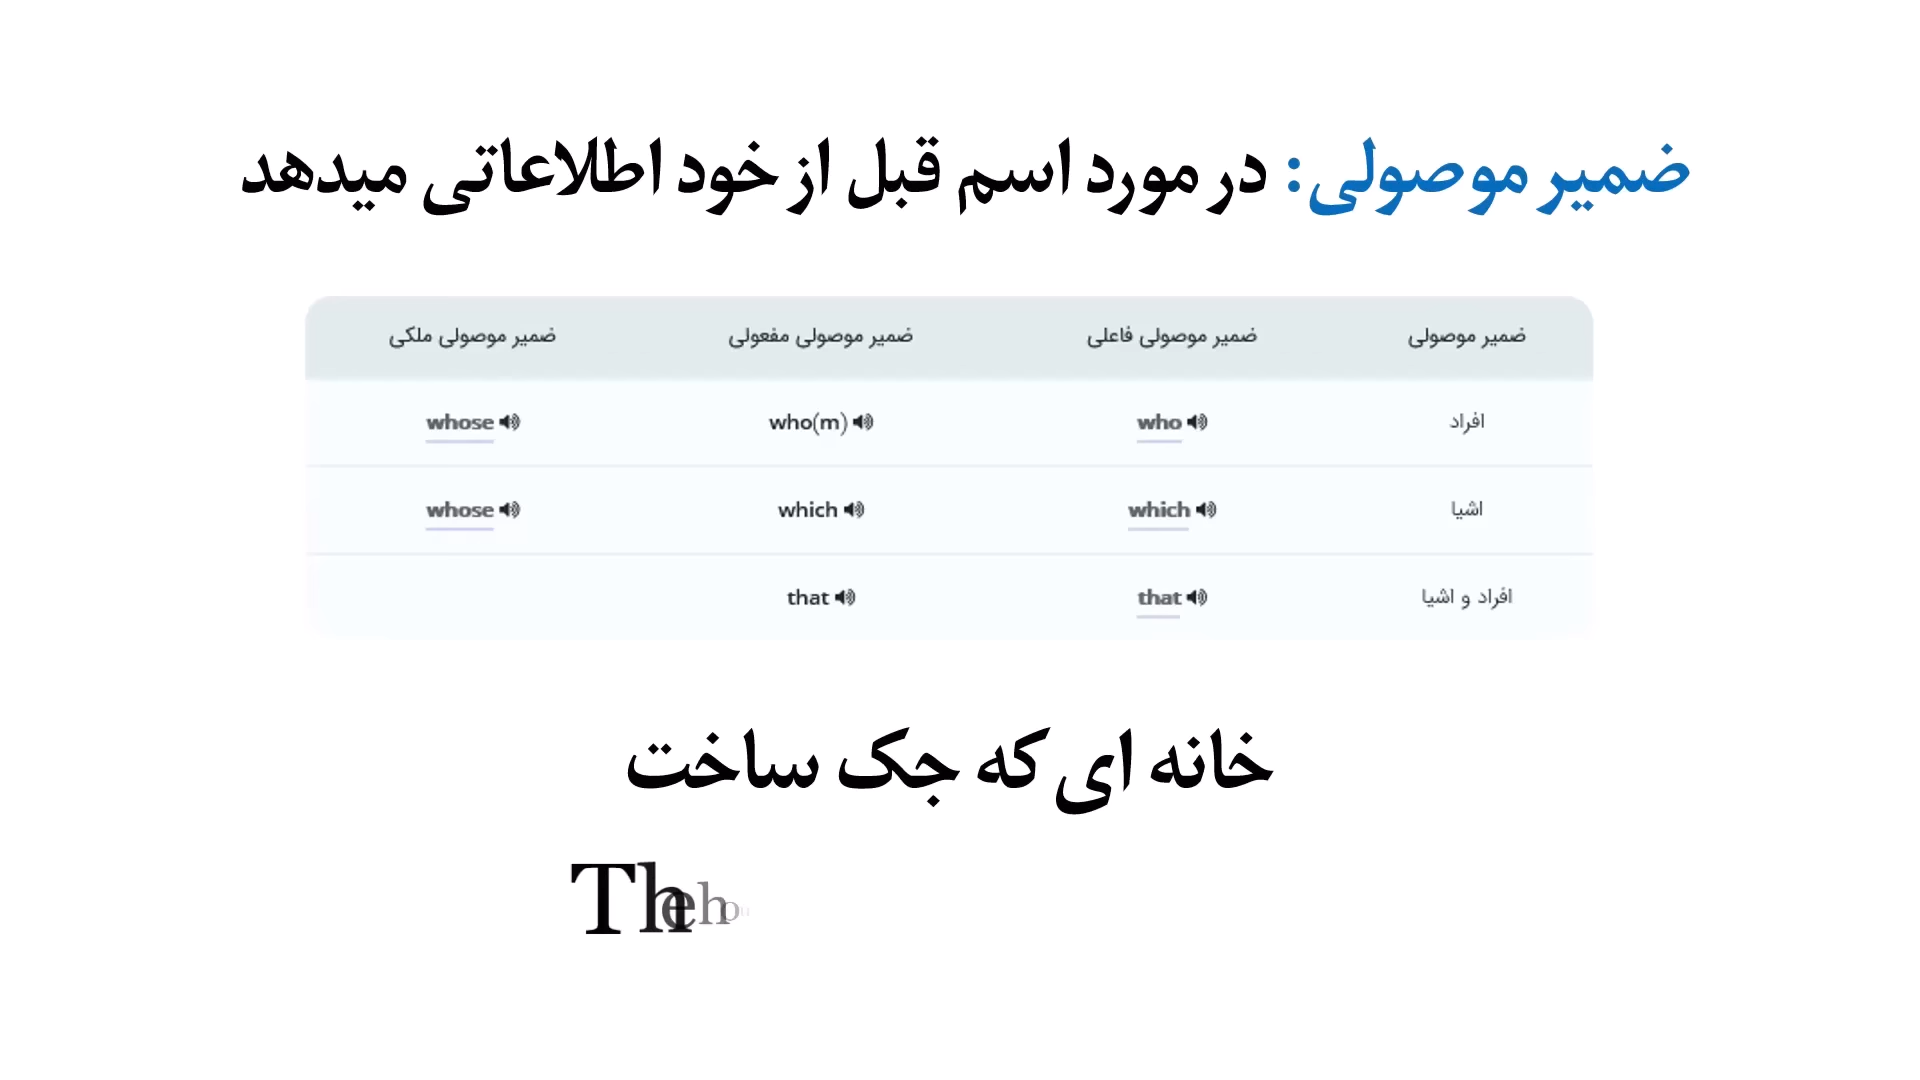 ضمیر موصولی: در مورد اسم قبل از خود اطلاعاتی میدهد
ضمیر موصولی ضمیر موصولی فاعلی ضمیر موصولی مفعولی ضمیر موصولی ملکی
افراد who who(m) whose
اشیا which which whose
افراد و اشیا that that
خانه ای که جک ساخت
The